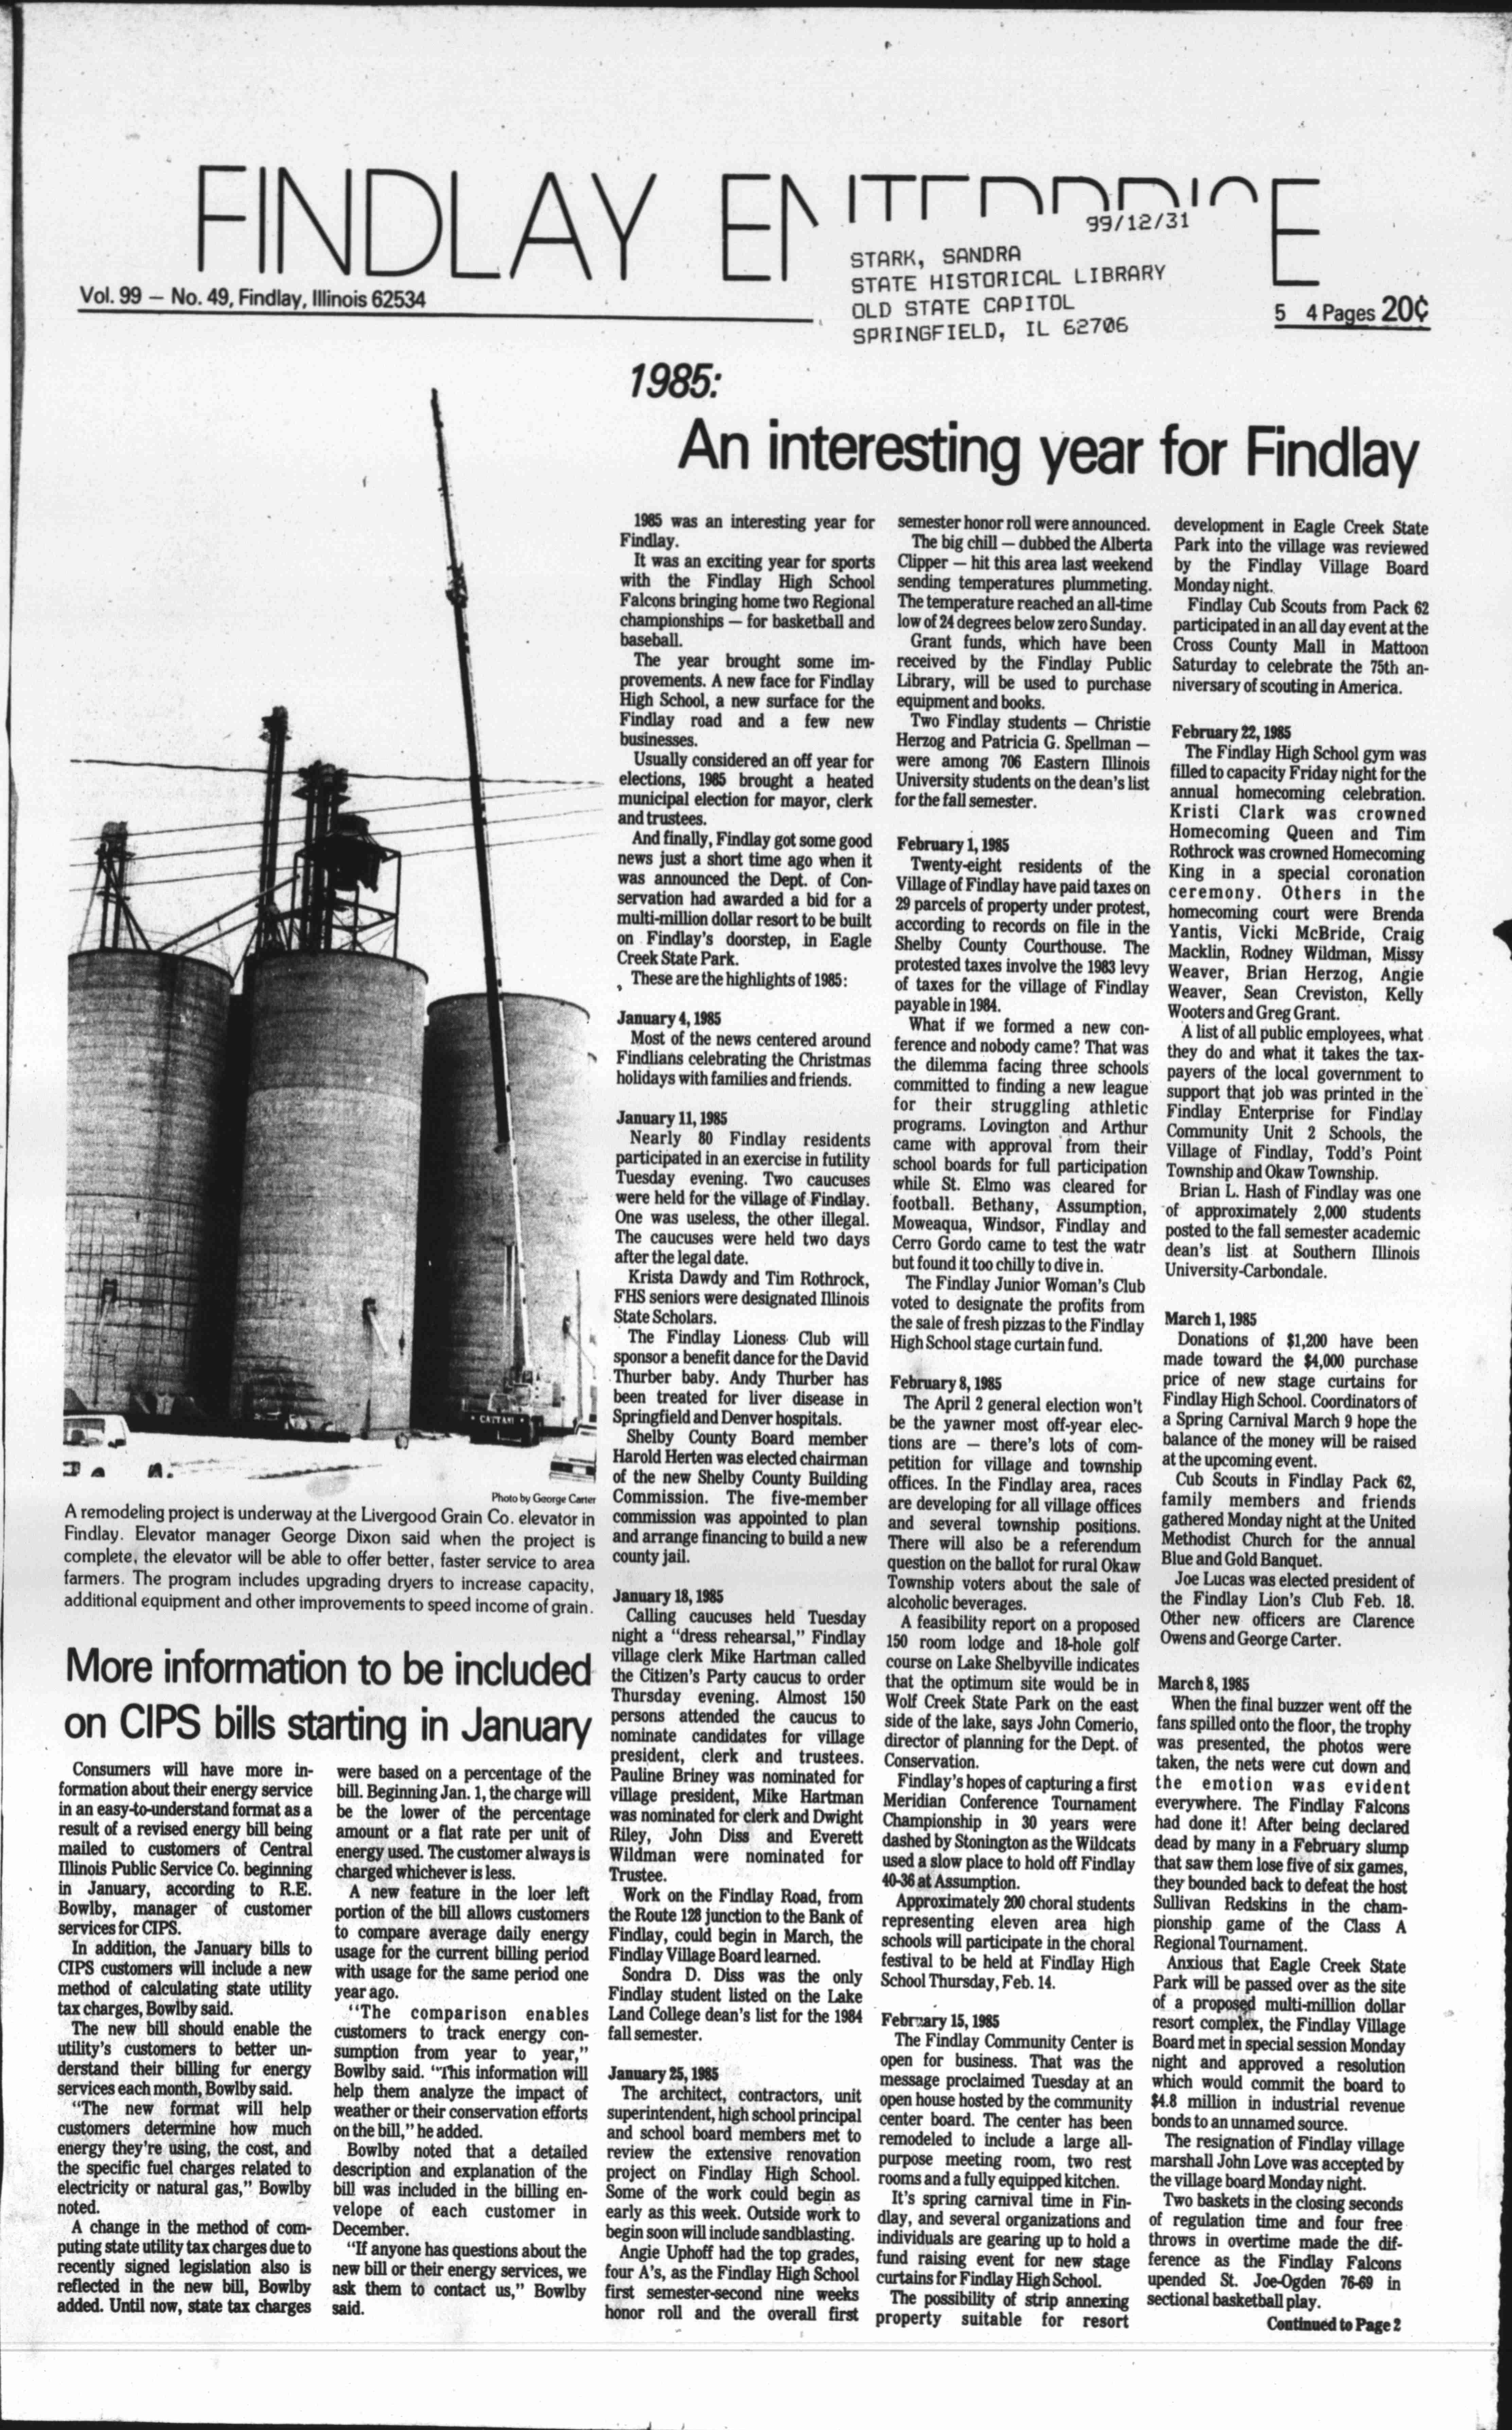 FINDLAY EN
E
99/12/31
STARK, SANDRA
STATE HISTORICAL LIBRARY
OLD STATE CAPITOL
SPRINGFIELD, IL 62706
Vol. 99 — No. 49, Findlay, Illinois 62534
5 4 Pages 20¢
1985:
An interesting year for Findlay
CAITAN
Photo by George Carter
A remodeling project is underway at the Livergood Grain Co. elevator in
Findlay. Elevator manager George Dixon said when the project is
complete, the elevator will be able to offer better, faster service to area
farmers. The program includes upgrading dryers to increase capacity,
additional equipment and other improvements to speed income of grain.
More information to be included
on CIPS bills starting in January
Consumers will have more in-
formation about their energy service
in an easy-to-understand format as a
result of a revised energy bill being
mailed to customers of Central
Illinois Public Service Co. beginning
in January, according to R.E.
Bowlby, manager of customer
services for CIPS.
In addition, the January bills to
CIPS customers will include a new
method of calculating state utility
tax charges, Bowlby said.
The new bill should enable the
utility's customers to better un-
derstand their billing for energy
services each month, Bowlby said.
"The new format will help
customers determine how much
energy they're using, the cost, and
the specific fuel charges related to
electricity or natural gas," Bowlby
noted.
A change in the method of com-
puting state utility tax charges due to
recently signed legislation also is
reflected in the new bill, Bowlby
added. Until now, state tax charges
were based on a percentage of the
bill. Beginning Jan. 1, the charge will
be the lower of the percentage
amount or a flat rate per unit of
energy used. The customer always is
charged whichever is less.
A new feature in the loer left
portion of the bill allows customers
to compare average daily energy
usage for the current billing period
with usage for the same period one
year ago.
"The comparison enables
customers to track energy con-
sumption from year to year,"
Bowlby said. "This information will
help them analyze the impact of
weather or their conservation efforts
on the bill," he added.
Bowlby noted that a detailed
description and explanation of the
bill was included in the billing en-
velope of each customer in
December.
"If anyone has questions about the
new bill or their energy services, we
ask them to contact us," Bowlby
said.
1985 was an interesting year for
Findlay.
It was an exciting year for sports
with the Findlay High School
Falcons bringing home two Regional
championships — for basketball and
baseball.
The year brought some im-
provements. A new face for Findlay
High School, a new surface for the
Findlay road and a few new
businesses.
Usually considered an off year for
elections, 1985 brought a heated
municipal election for mayor, clerk
and trustees.
And finally, Findlay got some good
news just a short time ago when it
was announced the Dept. of Con-
servation had awarded a bid for a
multi-million dollar resort to be built
on Findlay's doorstep, in Eagle
Creek State Park.
These are the highlights of 1985:
January 4, 1985
Most of the news centered around
Findlians celebrating the Christmas
holidays with families and friends.
January 11, 1985
Nearly 80 Findlay residents
participated in an exercise in futility
Tuesday evening. Two caucuses
were held for the village of Findlay.
One was useless, the other illegal.
The caucuses were held two days
after the legal date.
Krista Dawdy and Tim Rothrock,
FHS seniors were designated Illinois
State Scholars.
The Findlay Lioness Club will
sponsor a benefit dance for the David
Thurber baby. Andy Thurber has
been treated for liver disease in
Springfield and Denver hospitals.
Shelby County Board member
Harold Herten was elected chairman
of the new Shelby County Building
Commission. The five-member
commission was appointed to plan
and arrange financing to build a new
county jail.
January 18, 1985
Calling caucuses held Tuesday
night a "dress rehearsal," Findlay
village clerk Mike Hartman called
the Citizen's Party caucus to order
Thursday evening. Almost 150
persons attended the caucus to
nominate candidates for village
president, clerk and trustees.
Pauline Briney was nominated for
village president, Mike Hartman
was nominated for clerk and Dwight
Riley, John Diss and Everett
Wildman were nominated for
Trustee.
Work on the Findlay Road, from
the Route 128 junction to the Bank of
Findlay, could begin in March, the
Findlay Village Board learned.
Sondra D. Diss was the only
Findlay student listed on the Lake
Land College dean's list for the 1984
fall semester.
January 25, 1985
The architect, contractors, unit
superintendent, high school principal
and school board members met to
review the extensive renovation
project on Findlay High School.
Some of the work could begin as
early as this week. Outside work to
begin soon will include sandblasting.
Angie Uphoff had the top grades,
four A's, as the Findlay High School
first semester-second nine weeks
honor roll and the overall first
semester honor roll were announced.
The big chill — dubbed the Alberta
Clipper — hit this area last weekend
sending temperatures plummeting.
The temperature reached an all-time
low of 24 degrees below zero Sunday.
Grant funds, which have been
received by the Findlay Public
Library, will be used to purchase
equipment and books.
Two Findlay students — Christie
Herzog and Patricia G. Spellman —
were among 706 Eastern Illinois
University students on the dean's list
for the fall semester.
February 1, 1985
Twenty-eight residents of the
Village of Findlay have paid taxes on
29 parcels of property under protest,
according to records on file in the
Shelby County Courthouse. The
protested taxes involve the 1983 levy
of taxes for the village of Findlay
payable in 1984.
What if we formed a new con-
ference and nobody came? That was
the dilemma facing three schools
committed to finding a new league
for their struggling athletic
programs. Lovington and Arthur
came with approval from their
school boards for full participation
while St. Elmo was cleared for
football. Bethany, Assumption,
Moweaqua, Windsor, Findlay and
Cerro Gordo came to test the watr
but found it too chilly to dive in.
The Findlay Junior Woman's Club
voted to designate the profits from
the sale of fresh pizzas to the Findlay
High School stage curtain fund.
February 8, 1985
The April 2 general election won't
be the yawner most off-year elec-
tions are — there's lots of com-
petition for village and township
offices. In the Findlay area, races
are developing for all village offices
and several township positions.
There will also be a referendum
question on the ballot for rural Okaw
Township voters about the sale of
alcoholic beverages.
A feasibility report on a proposed
150 room lodge and 18-hole golf
course on Lake Shelbyville indicates
that the optimum site would be in
Wolf Creek State Park on the east
side of the lake, says John Comerio,
director of planning for the Dept. of
Conservation.
Findlay's hopes of capturing a first
Meridian Conference Tournament
Championship in 30 years were
dashed by Stonington as the Wildcats
used a slow place to hold off Findlay
40-36 at Assumption.
Approximately 200 choral students
representing eleven area high
schools will participate in the choral
festival to be held at Findlay High
School Thursday, Feb. 14.
February 15, 1985
The Findlay Community Center is
open for business. That was the
message proclaimed Tuesday at an
open house hosted by the community
center board. The center has been
remodeled to include a large all-
purpose meeting room, two rest
rooms and a fully equipped kitchen.
It's spring carnival time in Fin-
dlay, and several organizations and
individuals are gearing up to hold a
fund raising event for new stage
curtains for Findlay High School.
The possibility of strip annexing
property suitable for resort
development in Eagle Creek State
Park into the village was reviewed
by the Findlay Village Board
Monday night.
Findlay Cub Scouts from Pack 62
participated in an all day event at the
Cross County Mall in Mattoon
Saturday to celebrate the 75th an-
niversary of scouting in America.
February 22, 1985
The Findlay High School gym was
filled to capacity Friday night for the
annual homecoming celebration.
Kristi Clark was crowned
Homecoming Queen and Tim
Rothrock was crowned Homecoming
King in a special coronation
ceremony. Others in the
homecoming court were Brenda
Yantis, Vicki McBride, Craig
Macklin, Rodney Wildman, Missy
Weaver, Brian Herzog, Angie
Weaver, Sean Creviston, Kelly
Wooters and Greg Grant.
A list of all public employees, what
they do and what it takes the tax-
payers of the local government to
support that job was printed in the
Findlay Enterprise for Findlay
Community Unit 2 Schools, the
Village of Findlay, Todd's Point
Township and Okaw Township.
Brian L. Hash of Findlay was one
of approximately 2,000 students
posted to the fall semester academic
dean's list at Southern Illinois
University-Carbondale.
March 1, 1985
Donations of $1,200 have been
made toward the $4,000 purchase
price of new stage curtains for
Findlay High School. Coordinators of
a Spring Carnival March 9 hope the
balance of the money will be raised
at the upcoming event.
Cub Scouts in Findlay Pack 62,
family members and friends
gathered Monday night at the United
Methodist Church for the annual
Blue and Gold Banquet.
Joe Lucas was elected president of
the Findlay Lion's Club Feb. 18.
Other new officers are Clarence
Owens and George Carter.
March 8, 1985
When the final buzzer went off the
fans spilled onto the floor, the trophy
was presented, the photos were
taken, the nets were cut down and
the emotion was evident
everywhere. The Findlay Falcons
had done it! After being declared
dead by many in a February slump
that saw them lose five of six games,
they bounded back to defeat the host
Sullivan Redskins in the cham-
pionship game of the Class A
Regional Tournament.
Anxious that Eagle Creek State
Park will be passed over as the site
of a proposed multi-million dollar
resort complex, the Findlay Village
Board met in special session Monday
night and approved a resolution
which would commit the board to
$4.8 million in industrial revenue
bonds to an unnamed source.
The resignation of Findlay village
marshall John Love was accepted by
the village board Monday night.
Two baskets in the closing seconds
of regulation time and four free
throws in overtime made the dif-
ference as the Findlay Falcons
upended St. Joe-Ogden 76-69 in
sectional basketball play.
Continued to Page 2